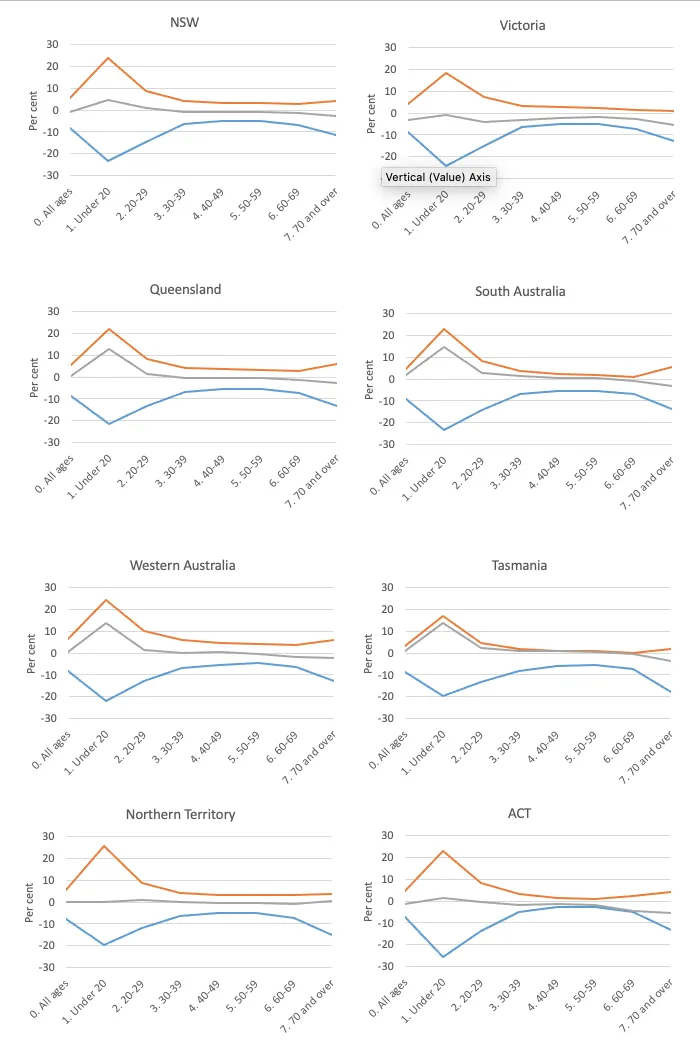 NSW
30
20
10
0
-10
-20
-30
Per cent
0. All ages
1. Under 20
2. 20-29
3. 30-39
4. 40-49
5. 50-59
6. 60-69
7. 70 and over
Victoria
30
20
10
0
-10
-20
Per cent
Vertical (Value) Axis
0. All ages
1. Under 20
2. 20-29
3. 30-39
4. 40-49
5. 50-59
6. 60-69
7. 70 and over
Queensland
30
20
10
0
-10
-20
-30
Per cent
0. All ages
1. Under 20
2. 20-29
3. 30-39
4. 40-49
5. 50-59
6. 60-69
7. 70 and over
South Australia
30
20
10
0
-10
-20
-30
Per cent
0. All ages
1. Under 20
2. 20-29
3. 30-39
4. 40-49
5. 50-59
6. 60-69
7. 70 and over
Western Australia
30
20
10
0
-10
-20
-30
Per cent
0. All ages
1. Under 20
2. 20-29
3. 30-39
4. 40-49
5. 50-59
6. 60-69
7. 70 and over
Tasmania
30
20
10
0
-10
-20
-30
Per cent
0. All ages
1. Under 20
2. 20-29
3. 30-39
4. 40-49
5. 50-59
6. 60-69
7. 70 and over
Northern Territory
30
20
10
0
-10
-20
-30
Per cent
0. All ages
1. Under 20
2. 20-29
3. 30-39
4. 40-49
5. 50-59
6. 60-69
7. 70 and over
ACT
30
20
10
0
-10
-20
-30
Per cent
0. All ages
1. Under 20
2. 20-29
3. 30-39
4. 40-49
5. 50-59
6. 60-69
7. 70 and over